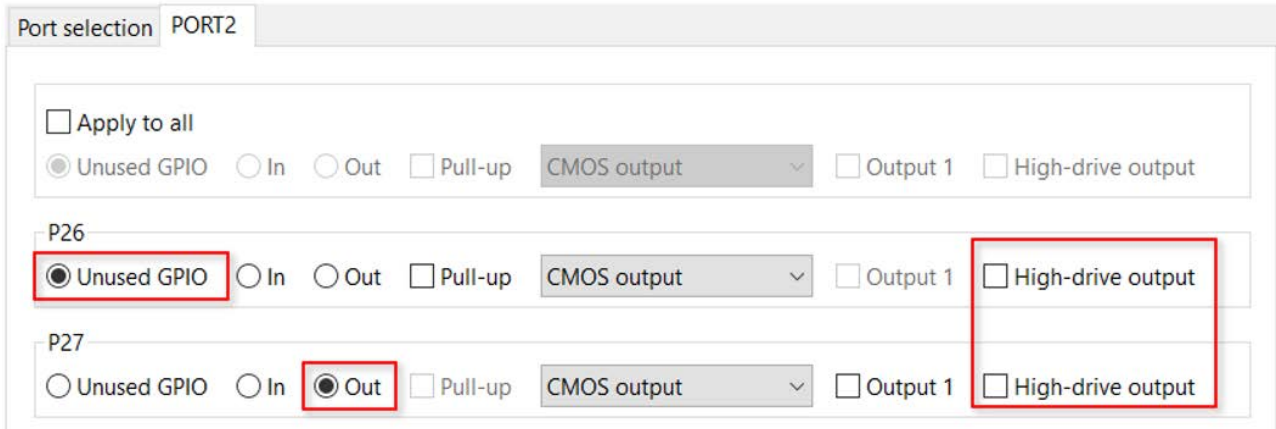 Port selection PORT2
Apply to all
Unused GPIO In Out Pull-up CMOS output Output 1 High-drive output
P26
Unused GPIO In Out Pull-up CMOS output Output 1 High-drive output
P27
Unused GPIO In Out Pull-up CMOS output Output 1 High-drive output